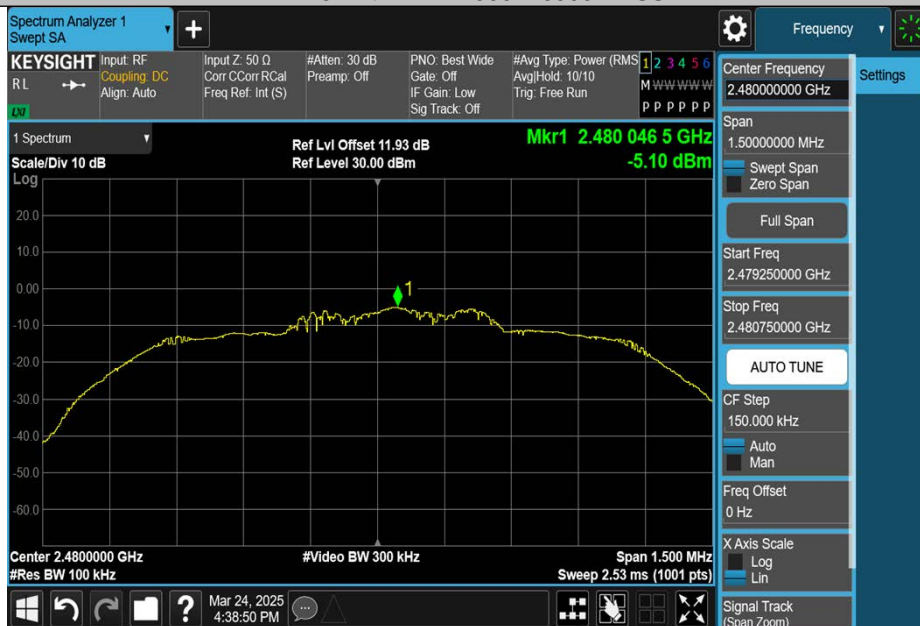 Spectrum Analyzer 1
Swept SA
Frequency
KEYSIGHT
R L
LXI
Input: RF
Coupling: DC
Align: Auto
Input Z: 50 Ω
Corr CCorr RCal
Freq Ref: Int (S)
#Atten: 30 dB
Preamp: Off
PNO: Best Wide
Gate: Off
IF Gain: Low
Sig Track: Off
#Avg Type: Power (RMS
Avg|Hold: 10/10
Trig: Free Run
1 2 3 4 5 6
M W W W W W
P P P P P P
Center Frequency
2.480000000 GHz
Settings
Span
1.50000000 MHz
Swept Span
Zero Span
Full Span
Start Freq
2.479250000 GHz
Stop Freq
2.480750000 GHz
AUTO TUNE
CF Step
150.000 kHz
Auto
Man
Freq Offset
0 Hz
X Axis Scale
Log
Lin
Signal Track
(Span Zoom)
1 Spectrum
Scale/Div 10 dB
Log
Ref Lvl Offset 11.93 dB
Ref Level 30.00 dBm
Mkr1 2.480 046 5 GHz
-5.10 dBm
1
20.0
10.0
0.00
-10.0
-20.0
-30.0
-40.0
-50.0
-60.0
Center 2.4800000 GHz
#Res BW 100 kHz
#Video BW 300 kHz
Span 1.500 MHz
Sweep 2.53 ms (1001 pts)
?
Mar 24, 2025
4:38:50 PM